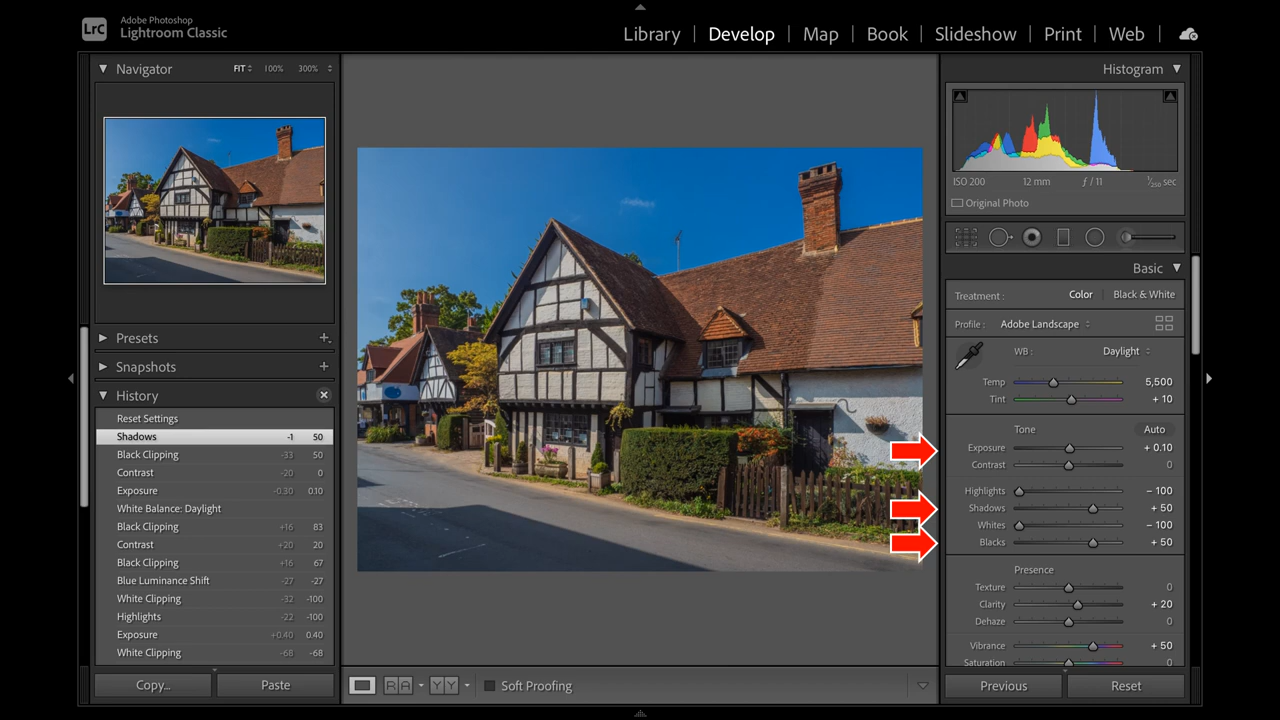 LrC
Adobe Photoshop
Lightroom Classic
Library | Develop | Map | Book | Slideshow | Print | Web
Navigator FIT 100% 300%
Presets
Snapshots
History
Reset Settings
Shadows -1 50
Black Clipping -33 50
Contrast -20 0
Exposure -0.30 0.10
White Balance: Daylight
Black Clipping +16 83
Contrast +20 20
Black Clipping +16 67
Blue Luminance Shift -27 -27
White Clipping -32 -100
Highlights -22 -100
Exposure +0.40 0.40
White Clipping -68 -68
Copy... Paste
R A Y Y Soft Proofing
Histogram
ISO 200 12 mm ƒ / 11 1/250 sec
Original Photo
Basic
Treatment : Color | Black & White
Profile : Adobe Landscape
WB : Daylight
Temp 5,500
Tint + 10
Tone Auto
Exposure + 0.10
Contrast 0
Highlights – 100
Shadows + 50
Whites – 100
Blacks + 50
Presence
Texture 0
Clarity + 20
Dehaze 0
Vibrance + 50
Saturation 0
Previous Reset